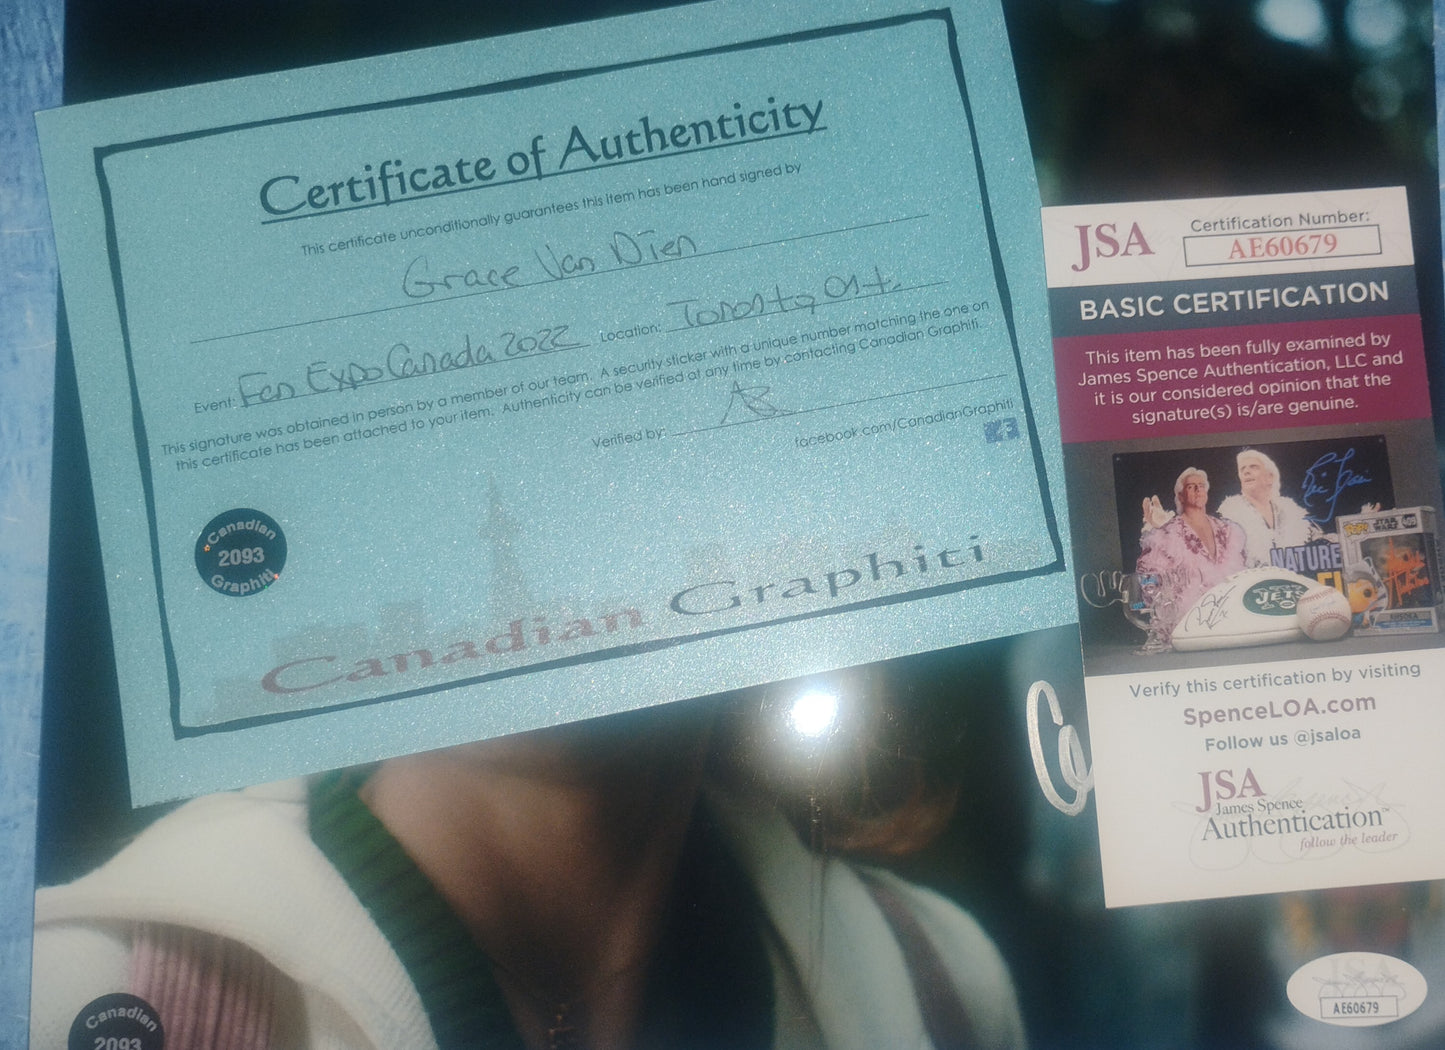 Certificate of Authenticity
This certificate unconditionally guarantees this item has been hand signed by
Grace Van Dien
Event: Fan Expo Canada 2022 Location: Toronto, Ont.
This signature was obtained in person by a member of our team. A security sticker with a unique number matching the one on
this certificate has been attached to your item. Authenticity can be verified at any time by contacting Canadian Graphiti.
Verified by: AB
facebook.com/CanadianGraphiti
Canadian
2093
Graphiti
Canadian Graphiti
JSA
Certification Number:
AE60679
BASIC CERTIFICATION
This item has been fully examined by
James Spence Authentication, LLC and
it is our considered opinion that the
signature(s) is/are genuine.
NATURE
JETS
Verify this certification by visiting
SpenceLOA.com
Follow us @jsaloa
JSA
James Spence
Authentication™
follow the leader
JSA
AE60679
Canadian
2093